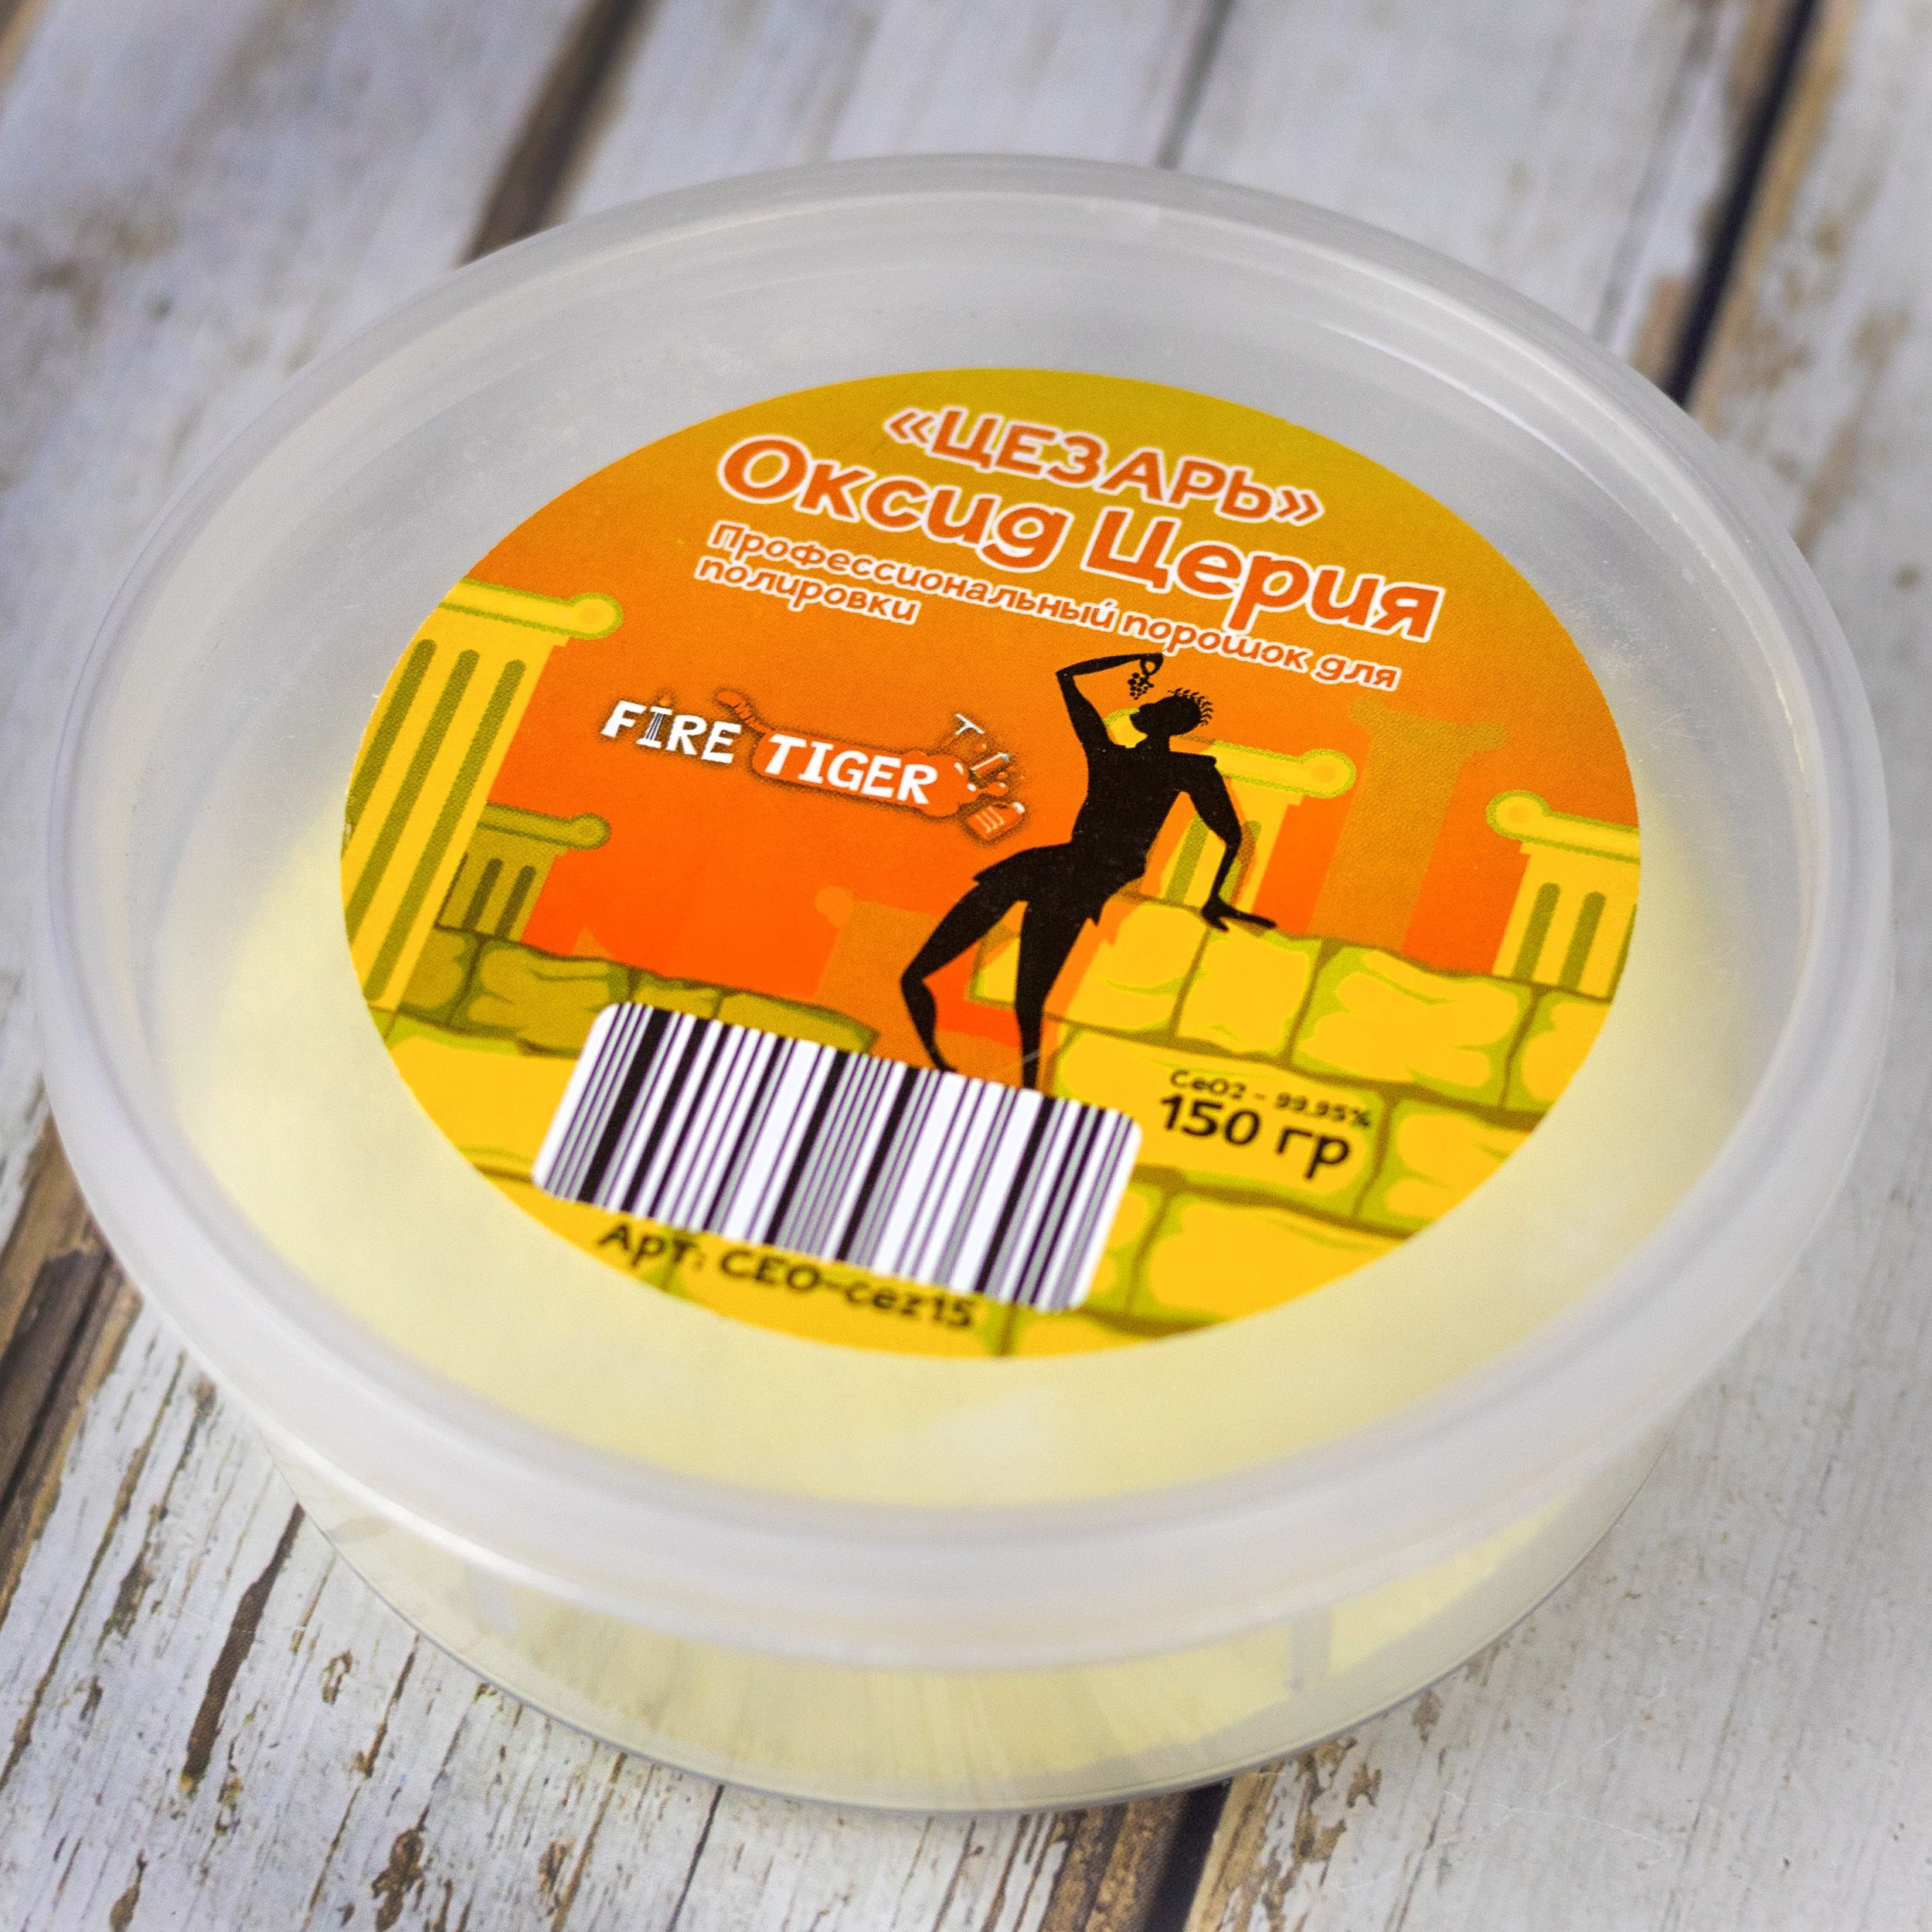 «ЦЕЗАРЬ»
Оксид Церия
Профессиональный порошок для
полировки
FIRE TIGER
CeO2 - 99,95%
150 гр
Арт: CEO-cez15